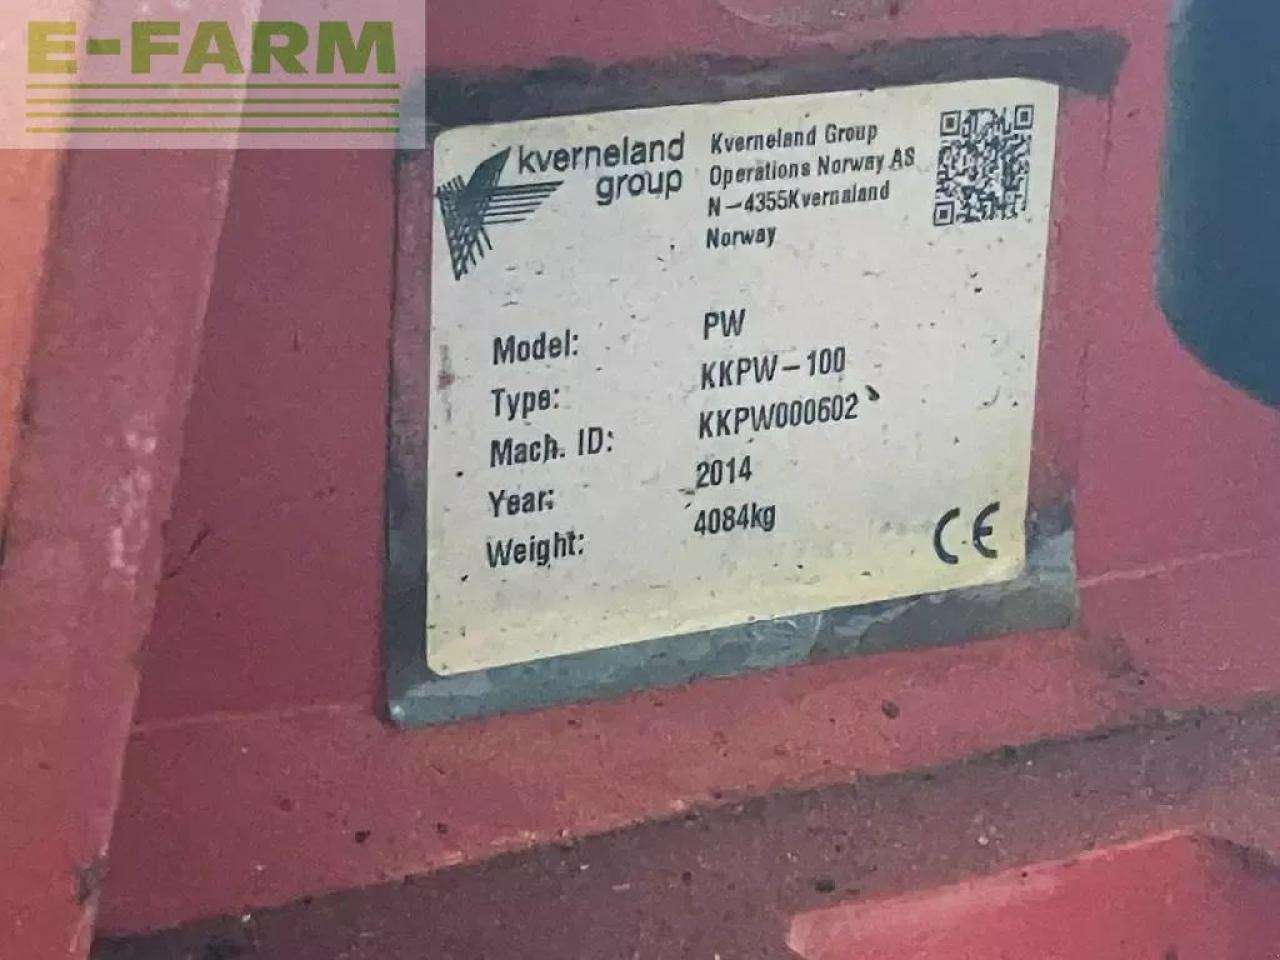 E-FARM
kverneland
group
Kverneland Group
Operations Norway AS
N-4355Kvernaland
Norway
Model: PW
Type: KKPW-100
Mach. ID: KKPW000602
Year: 2014
Weight: 4084kg
CE